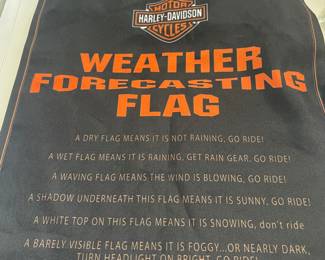 MOTOR
HARLEY-DAVIDSON
CYCLES
WEATHER
FORECASTING
FLAG
A DRY FLAG MEANS IT IS NOT RAINING, GO RIDE!
A WET FLAG MEANS IT IS RAINING, GET RAIN GEAR, GO RIDE!
A WAVING FLAG MEANS THE WIND IS BLOWING, GO RIDE!
A SHADOW UNDERNEATH THIS FLAG MEANS IT IS SUNNY, GO RIDE!
A WHITE TOP ON THIS FLAG MEANS IT IS SNOWING, don't ride
A BARELY VISIBLE FLAG MEANS IT IS FOGGY...OR NEARLY DARK,
TURN HEADLIGHT ON BRIGHT, GO RIDE!